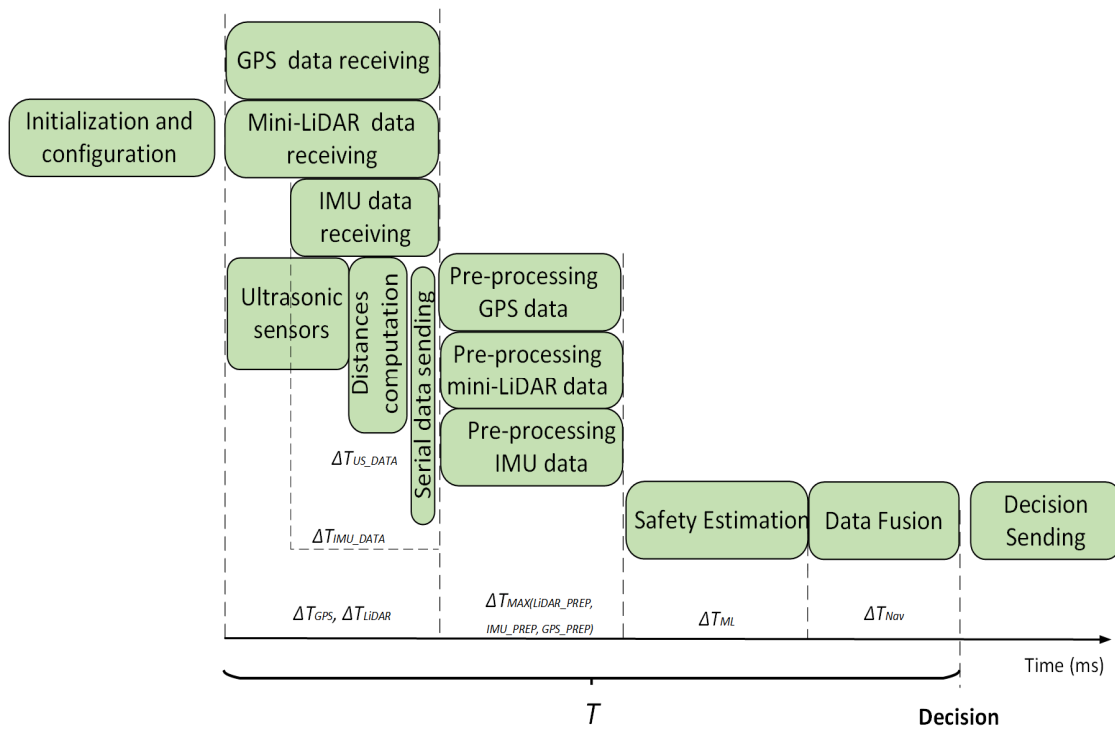 GPS data receiving
Initialization and
configuration
Mini-LiDAR data
receiving
IMU data
receiving
Ultrasonic
sensors
Distances
computation
Serial data sending
Pre-processing
GPS data
Pre-processing
mini-LiDAR data
Pre-processing
IMU data
ΔTUS_DATA
ΔTIMU_DATA
Safety Estimation
Data Fusion
Decision
Sending
ΔTGPS, ΔTLiDAR
ΔTMAX(LiDAR_PREP,
IMU_PREP, GPS_PREP)
ΔTML
ΔTNav
Time (ms)
T
Decision